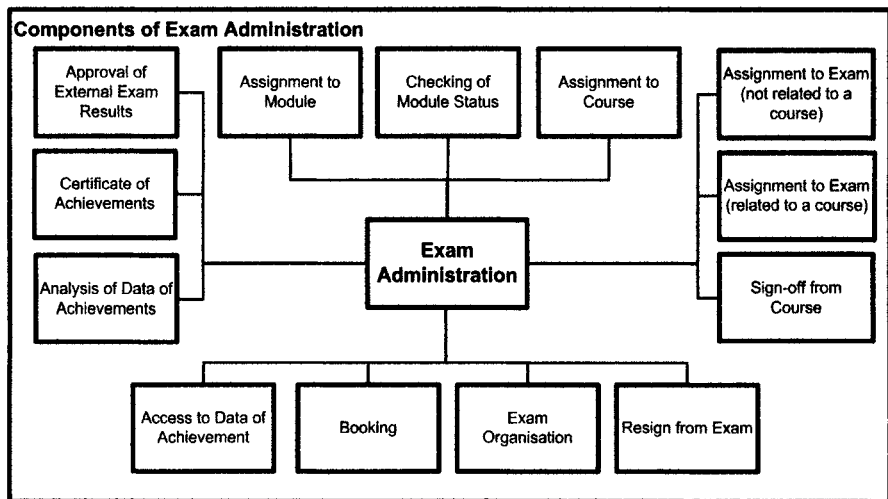 Components of Exam Administration
Approval of
External Exam
Results
Assignment to
Module
Checking of
Module Status
Assignment to
Course
Assignment to Exam
(not related to a
course)
Certificate of
Achievements
Assignment to Exam
(related to a course)
Exam
Administration
Analysis of Data of
Achievements
Sign-off from
Course
Access to Data of
Achievement
Booking
Exam
Organisation
Resign from Exam